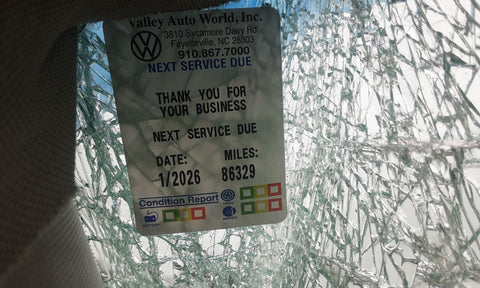 Valley Auto World, Inc.
3810 Sycamore Dairy Rd
Fayetteville, NC 28303
910.867.7000
NEXT SERVICE DUE
THANK YOU FOR
YOUR BUSINESS
NEXT SERVICE DUE
DATE: MILES:
1/2026 86329
Condition Report
BATTERY